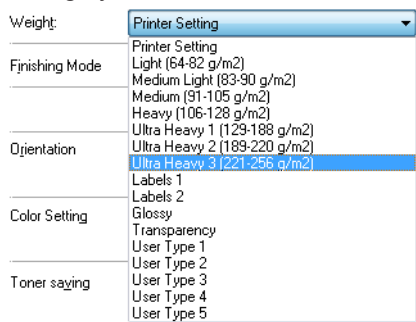 Weight: Printer Setting
Printer Setting
Finishing Mode Light (64-82 g/m2)
Medium Light (83-90 g/m2)
Medium (91-105 g/m2)
Heavy (106-128 g/m2)
Ultra Heavy 1 (129-188 g/m2)
Orientation Ultra Heavy 2 (189-220 g/m2)
Ultra Heavy 3 (221-256 g/m2)
Labels 1
Labels 2
Color Setting Glossy
Transparency
User Type 1
User Type 2
Toner saving User Type 3
User Type 4
User Type 5